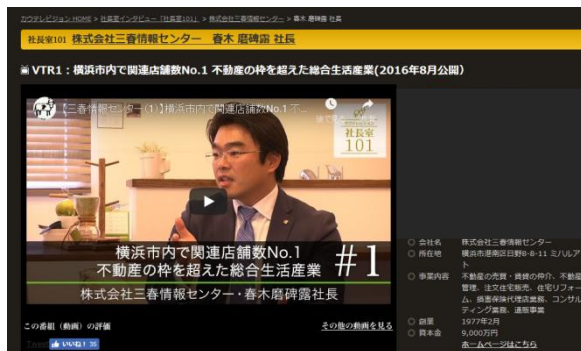 カウテレビジョン HOME > 社長室インタビュー「社長室101」 > 株式会社三春情報センター > 春木 磨碑露 社長
社長室101 株式会社三春情報センター 春木 磨碑露 社長
VTR1:横浜市内で関連店舗数No.1 不動産の枠を超えた総合生活産業(2016年8月公開)
【三春情報センター(1)】横浜市内で関連店舗数No.1 不...
後で見る
共有
社長室
101
横浜市内で関連店舗数No.1
不動産の枠を超えた総合生活産業
#1
株式会社三春情報センター・春木磨碑露社長
会社名 株式会社三春情報センター
所在地 横浜市港南区日野8-8-11 ミハルア
ト
事業内容 不動産の売買・賃貸の仲介、不動産
管理、注文住宅販売、住宅リフォー
ム、損害保険代理店業務、コンサル
ティング業務、通販事業
創業 1977年2月
資本金 9,000万円
ホームページはこちら
この番組(動画)の評価
その他の動画を見る
Tweet
いいね! 35